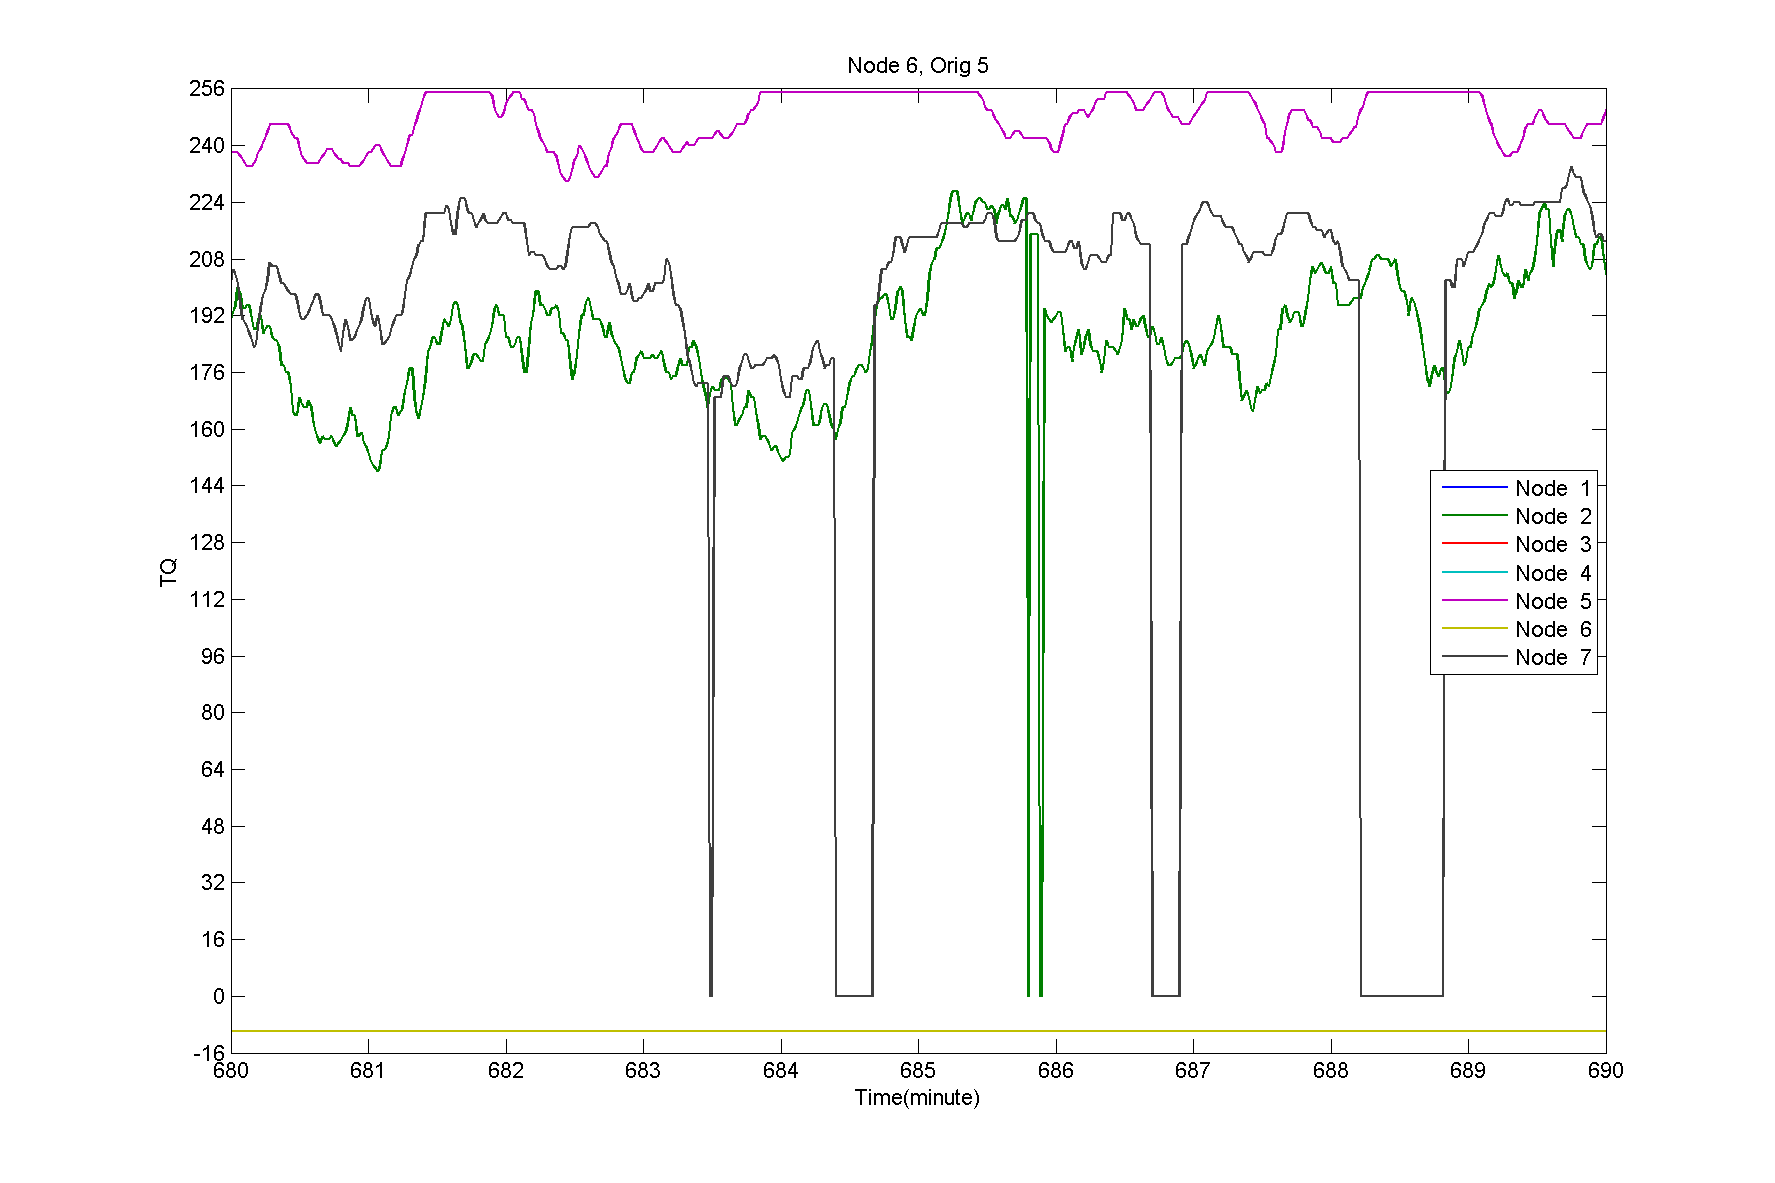 Node 6, Orig 5
256
240
224
208
192
176
160
144
128
112
96
80
64
48
32
16
0
-16
TQ
Node 1
Node 2
Node 3
Node 4
Node 5
Node 6
Node 7
680 681 682 683 684 685 686 687 688 689 690
Time(minute)